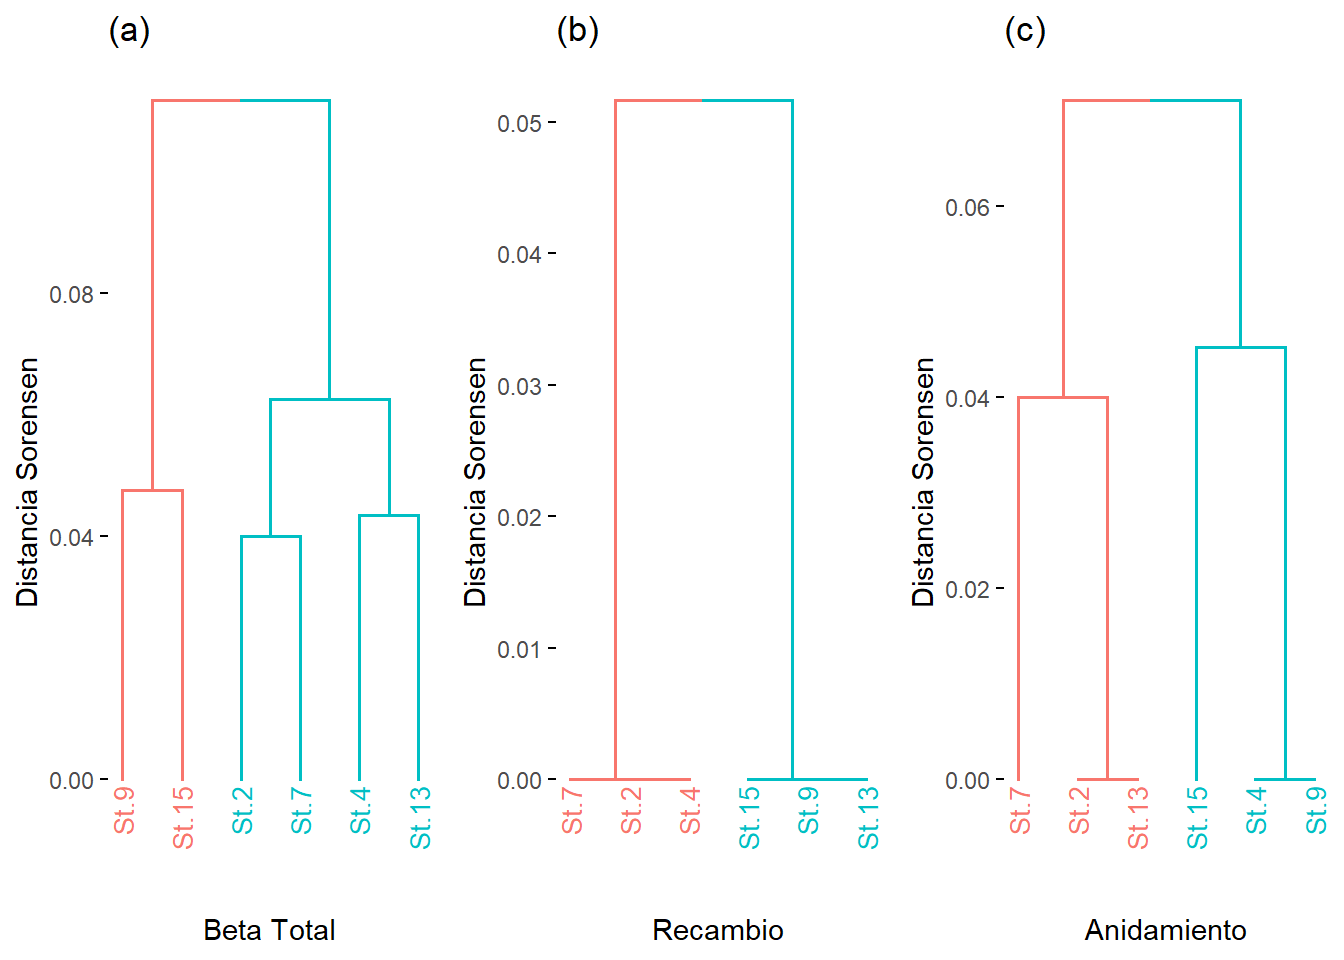 (a)
Distancia Sorensen
0.08
0.04
0.00
St.9
St.15
St.2
St.7
St.4
St.13
Beta Total
(b)
Distancia Sorensen
0.05
0.04
0.03
0.02
0.01
0.00
St.7
St.2
St.4
St.15
St.9
St.13
Recambio
(c)
Distancia Sorensen
0.06
0.04
0.02
0.00
St.7
St.2
St.13
St.15
St.4
St.9
Anidamiento